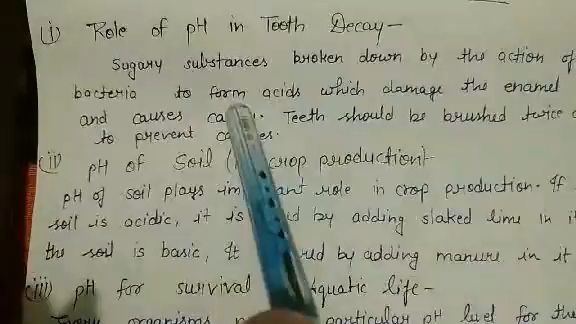 (i) Role of pH in Tooth Decay-
Sugary substances broken down by the action of
bacteria to form acids which damage the enamel
and causes . Teeth should be brushed twice
to prevent
(ii) pH of Soil ( crop production)-
pH of soil plays role in crop production. If
soil is acidic, it is by adding slaked lime in it
the soil is basic, it by adding manure in it
(iii) pH for survival Aquatic life-
organisms particular pH level for the